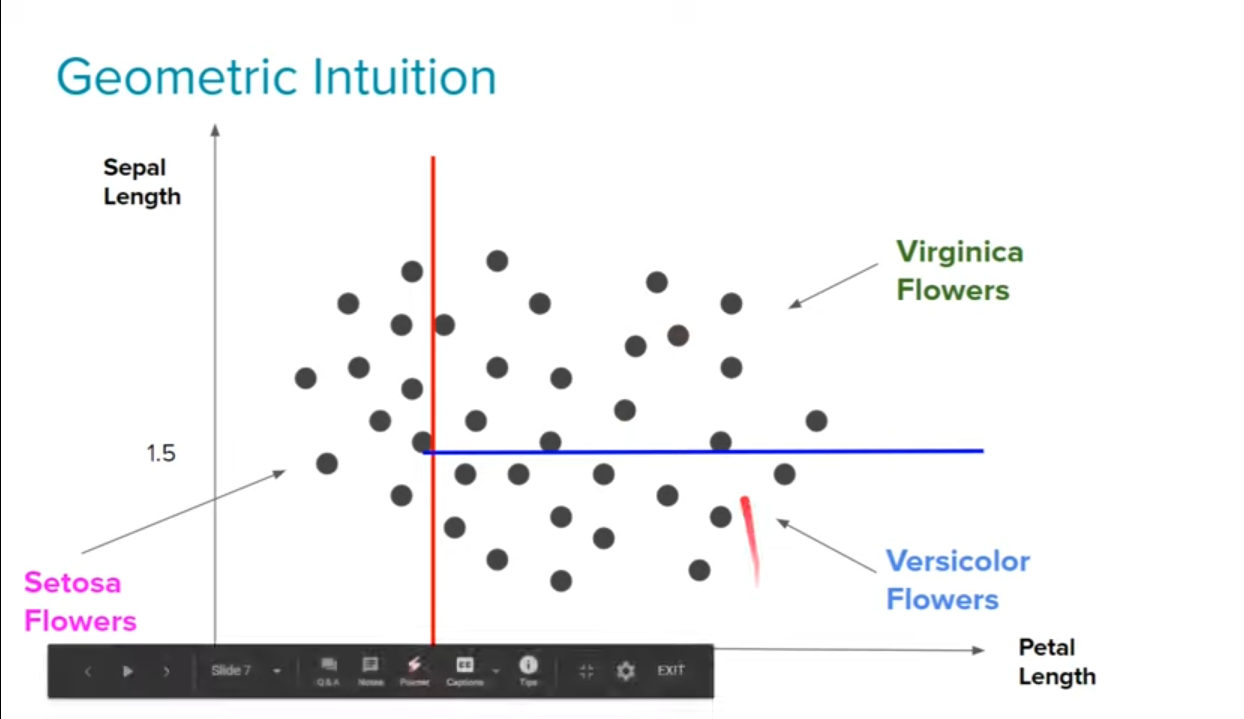 Geometric Intuition
Sepal
Length
Virginica
Flowers
1.5
Setosa
Flowers
Versicolor
Flowers
Petal
Length
Slide 7
Q&A
Notes
Pointer
Captions
Tips
EXIT